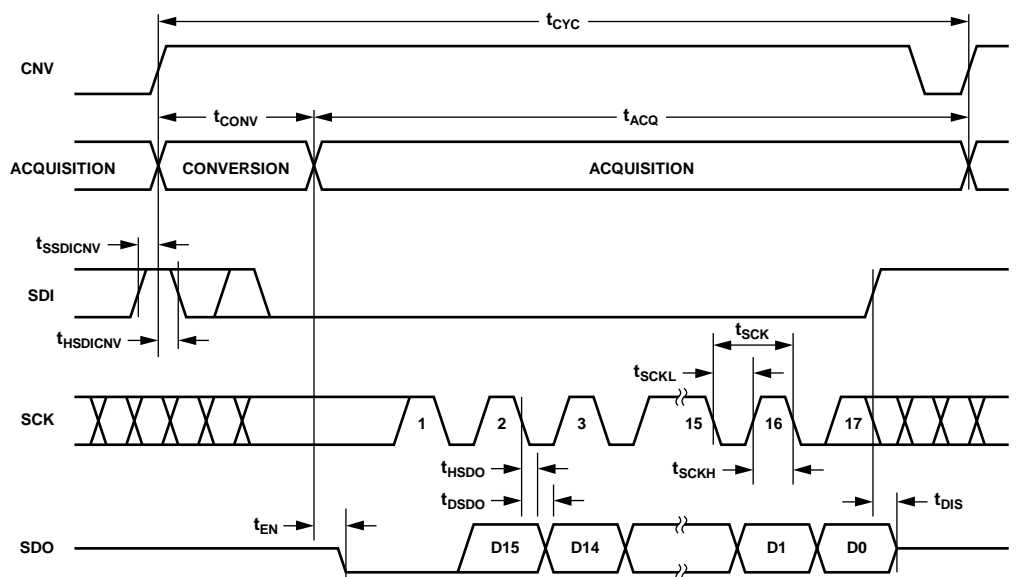 tCYC
CNV
tCONV
tACQ
ACQUISITION
CONVERSION
ACQUISITION
tSSDICNV
SDI
tHSDICNV
tSCK
tSCKL
SCK
1
2
3
15
16
17
tHSDO
tSCKH
tDSDO
tDIS
tEN
SDO
D15
D14
D1
D0